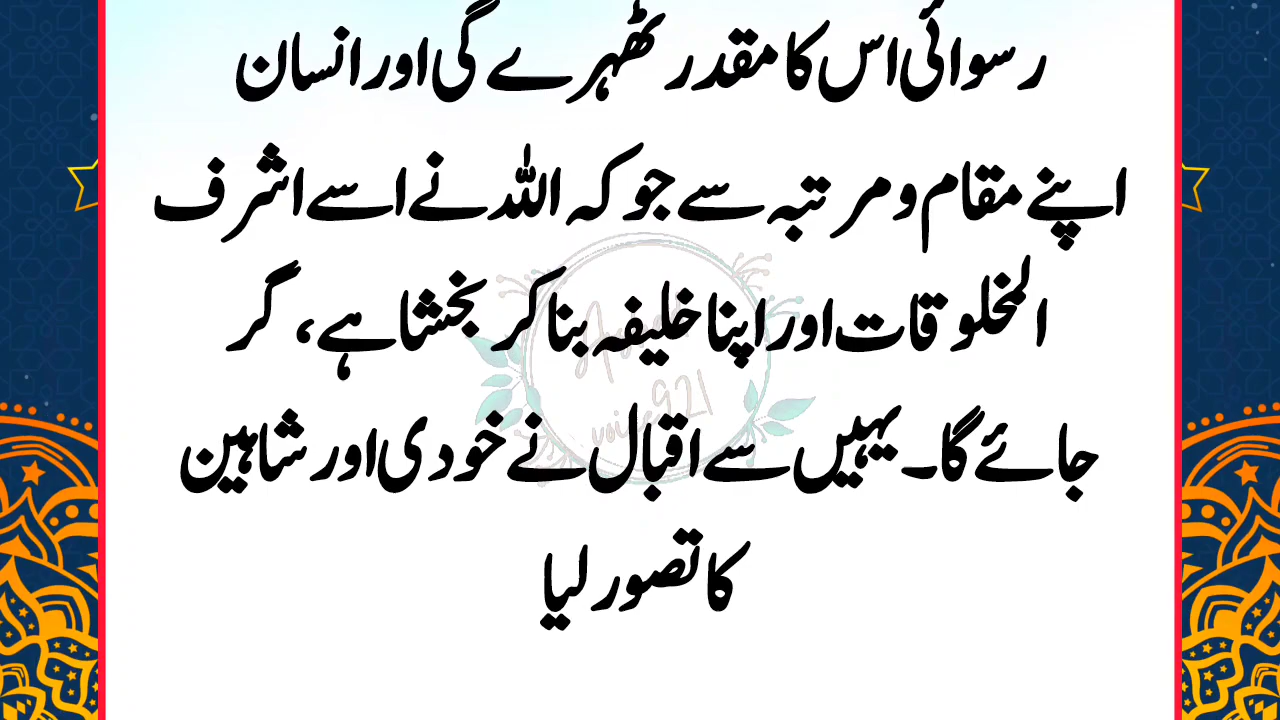 رسوائی اس کا مقدر ٹھہرے گی اور انسان
اپنے مقام و مرتبہ سے جو کہ اللہ نے اسے اشرف
المخلوقات اور اپنا خلیفہ بنا کر بخشا ہے، گر
جائے گا۔ یہیں سے اقبال نے خودی اور شاہین
کا تصور لیا
voice921